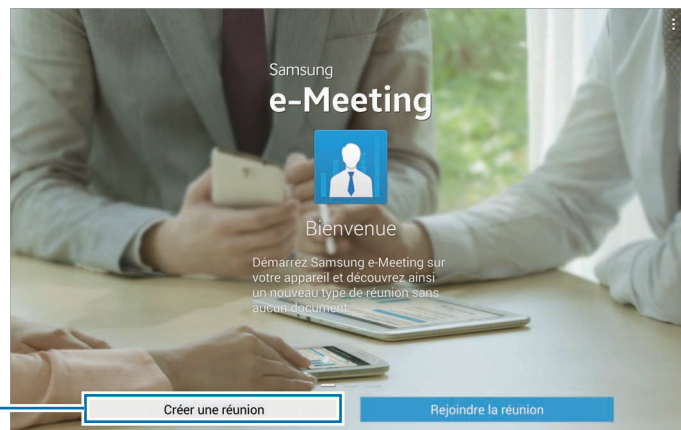 Samsung
e-Meeting
Bienvenue
Démarrez Samsung e-Meeting sur
votre appareil et découvrez ainsi
un nouveau type de réunion sans
aucun document.
Créer une réunion
Rejoindre la réunion